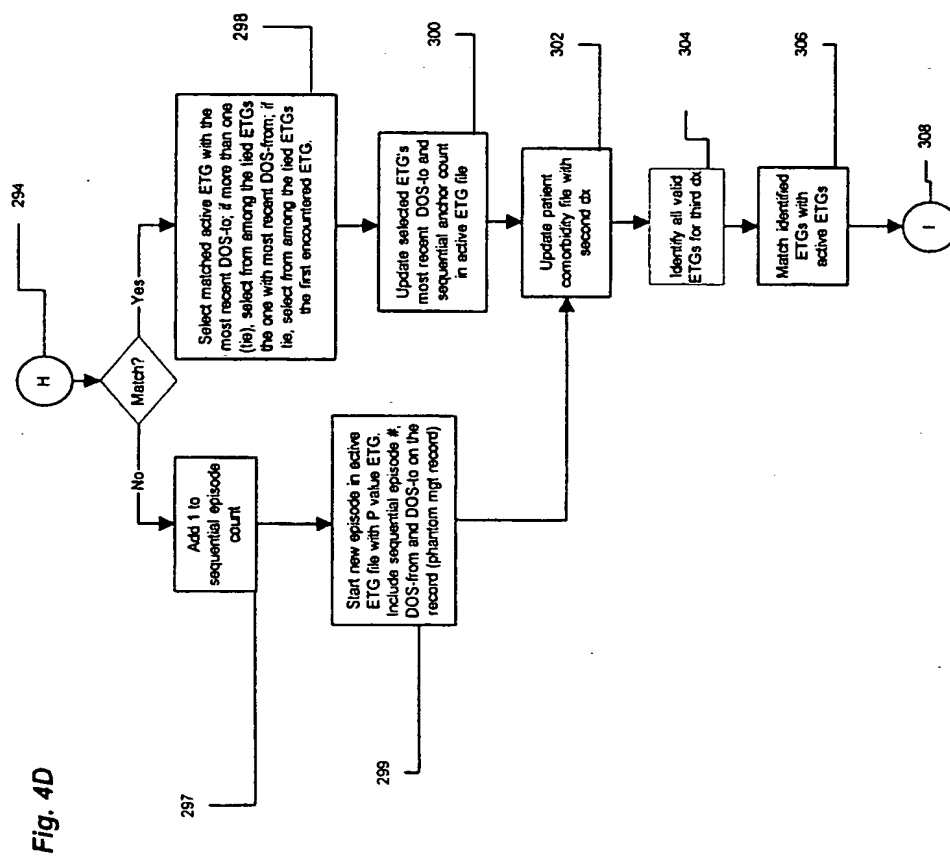 Fig. 4D
294
H
Match?
No
Yes
Add 1 to
sequential episode
count
297
Start new episode in active
ETG file with P value ETG.
Include sequential episode #,
DOS-from and DOS-to on the
record (phantom mgt record)
299
Select matched active ETG with the
most recent DOS-to; if more than one
(tie), select from among the tied ETGs
the one with most recent DOS-from; if
tie, select from among the tied ETGs
the first encountered ETG.
298
Update selected ETG's
most recent DOS-to and
sequential anchor count
in active ETG file
300
Update patient
comorbidity file with
second dx
302
Identify all valid
ETGs for third dx
304
Match identified
ETGs with
active ETGs
306
I
308